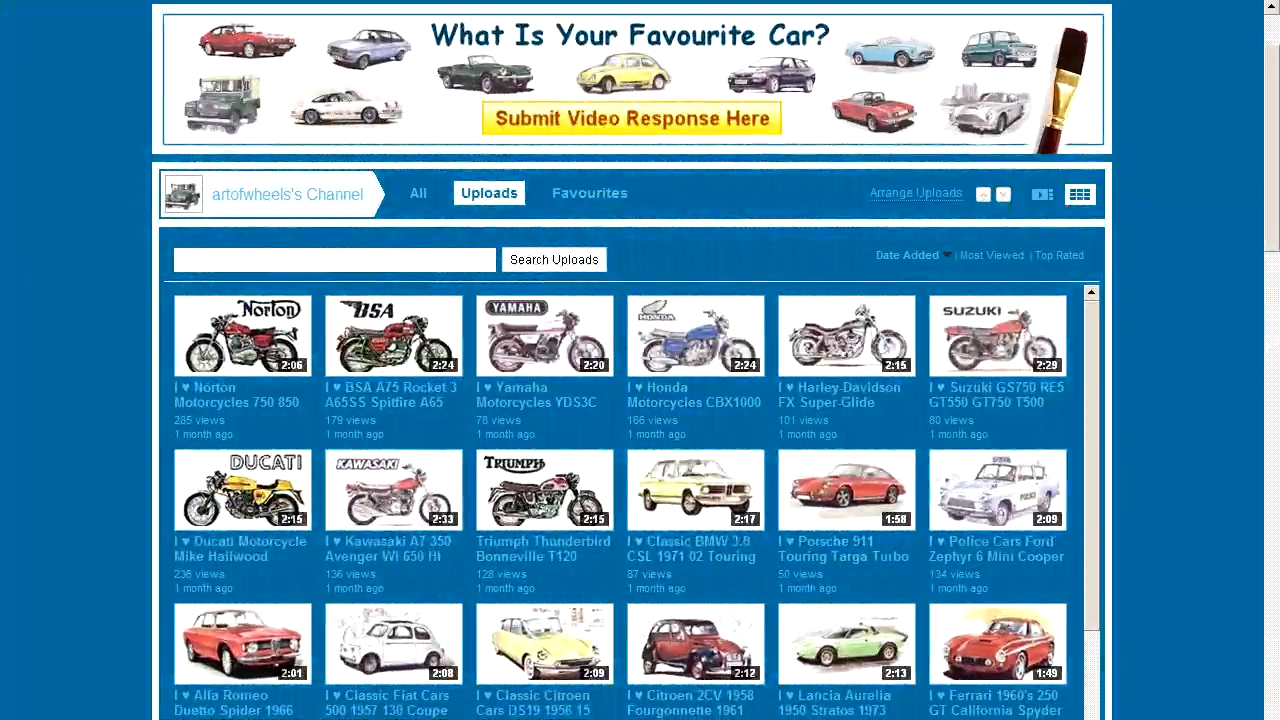 What Is Your Favourite Car?
Submit Video Response Here
artofwheels's Channel
All
Uploads
Favourites
Arrange Uploads
Search Uploads
Date Added | Most Viewed | Top Rated
Norton
BSA
YAMAHA
HONDA
SUZUKI
2:06
2:24
2:20
2:24
2:15
2:29
I ♥ Norton
Motorcycles 750 850
285 views
1 month ago
I ♥ BSA A75 Rocket 3
A65SS Spitfire A65
179 views
1 month ago
I ♥ Yamaha
Motorcycles YDS3C
78 views
1 month ago
I ♥ Honda
Motorcycles CBX1000
166 views
1 month ago
I ♥ Harley-Davidson
FX Super-Glide
101 views
1 month ago
I ♥ Suzuki GS750 RE5
GT550 GT750 T500
80 views
1 month ago
DUCATI
KAWASAKI
TRIUMPH
POLICE
2:15
2:33
2:15
2:17
1:58
2:09
I ♥ Ducati Motorcycle
Mike Hailwood
236 views
1 month ago
I ♥ Kawasaki A7 350
Avenger W1 650 H1
136 views
1 month ago
Triumph Thunderbird
Bonneville T120
128 views
1 month ago
I ♥ Classic BMW 3.0
CSL 1971 02 Touring
87 views
1 month ago
I ♥ Porsche 911
Touring Targa Turbo
50 views
1 month ago
I ♥ Police Cars Ford
Zephyr 6 Mini Cooper
134 views
1 month ago
2:01
2:08
2:09
2:12
2:13
1:49
I ♥ Alfa Romeo
Duetto Spider 1966
I ♥ Classic Fiat Cars
500 1957 130 Coupe
I ♥ Classic Citroen
Cars DS19 1956 15
I ♥ Citroen 2CV 1958
Fourgonnette 1961
I ♥ Lancia Aurelia
1950 Stratos 1973
I ♥ Ferrari 1960's 250
GT California Spyder